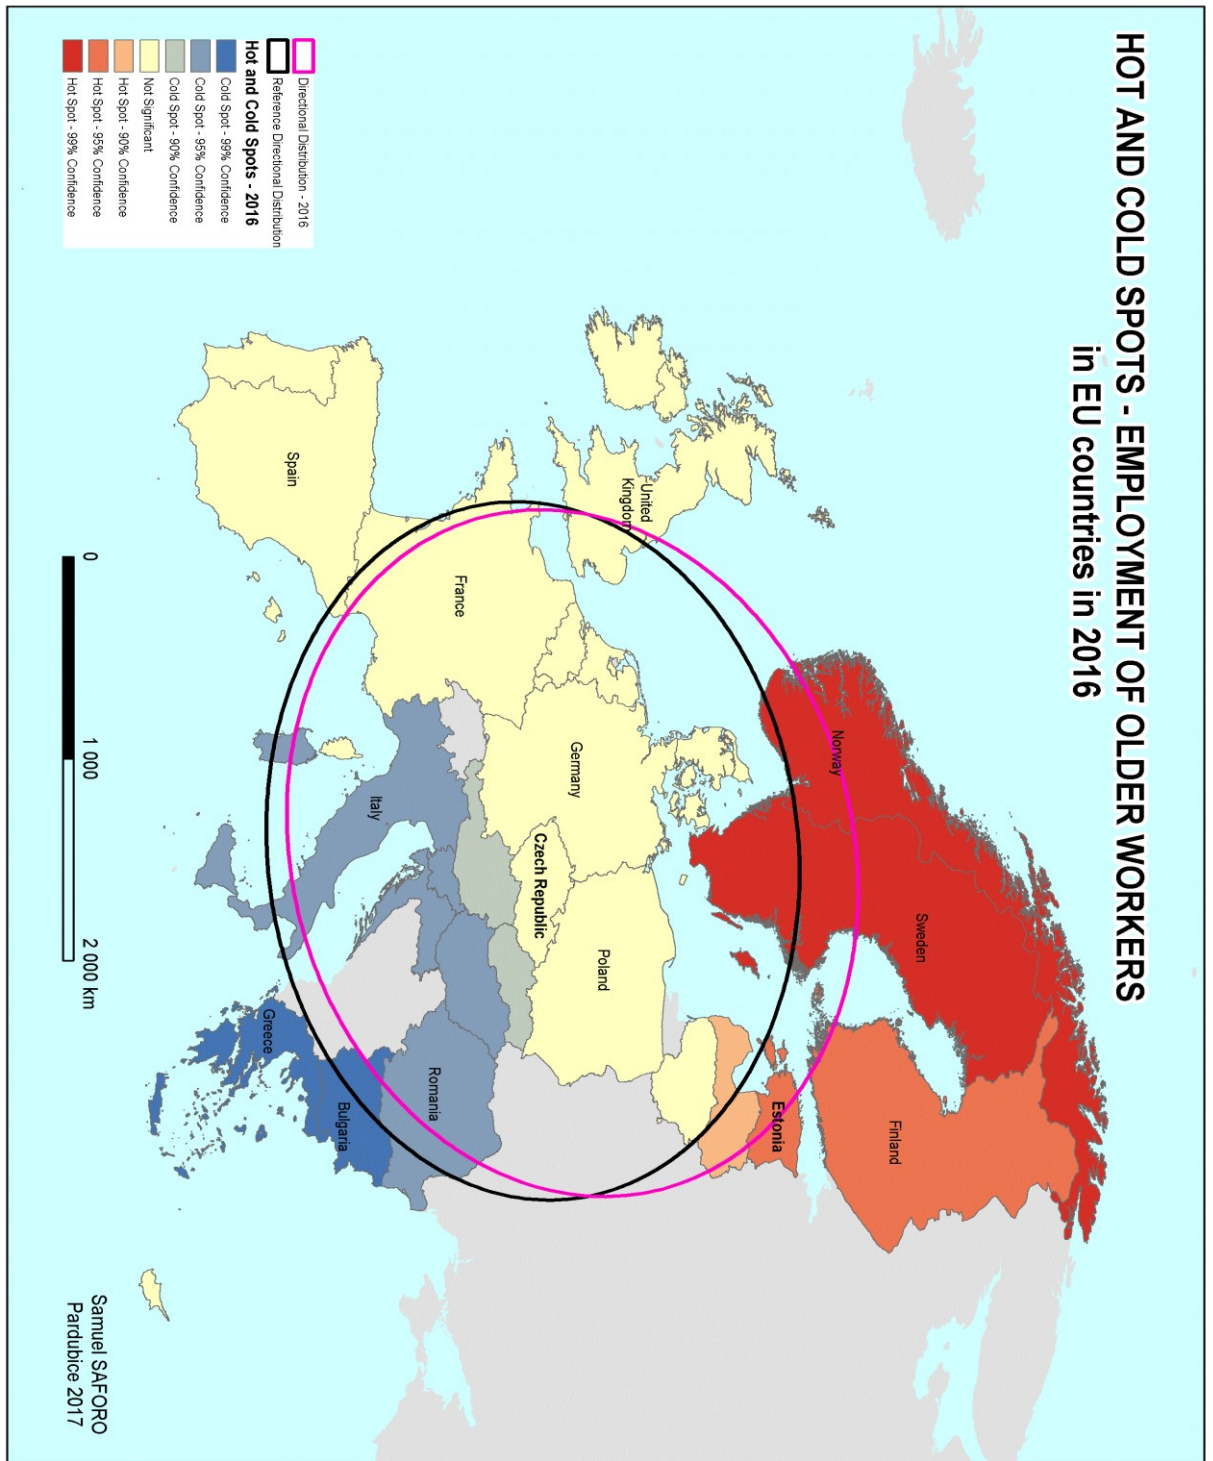 HOT AND COLD SPOTS - EMPLOYMENT OF OLDER WORKERS
in EU countries in 2016
Norway
Sweden
Finland
Estonia
United
Kingdom
Germany
Poland
Czech Republic
France
Romania
Italy
Bulgaria
Spain
Greece
Directional Distribution - 2016
Reference Directional Distribution
Hot and Cold Spots - 2016
Cold Spot - 99% Confidence
Cold Spot - 95% Confidence
Cold Spot - 90% Confidence
Not Significant
Hot Spot - 90% Confidence
Hot Spot - 95% Confidence
Hot Spot - 99% Confidence
0 1 000 2 000 km
Samuel SAFORO
Pardubice 2017